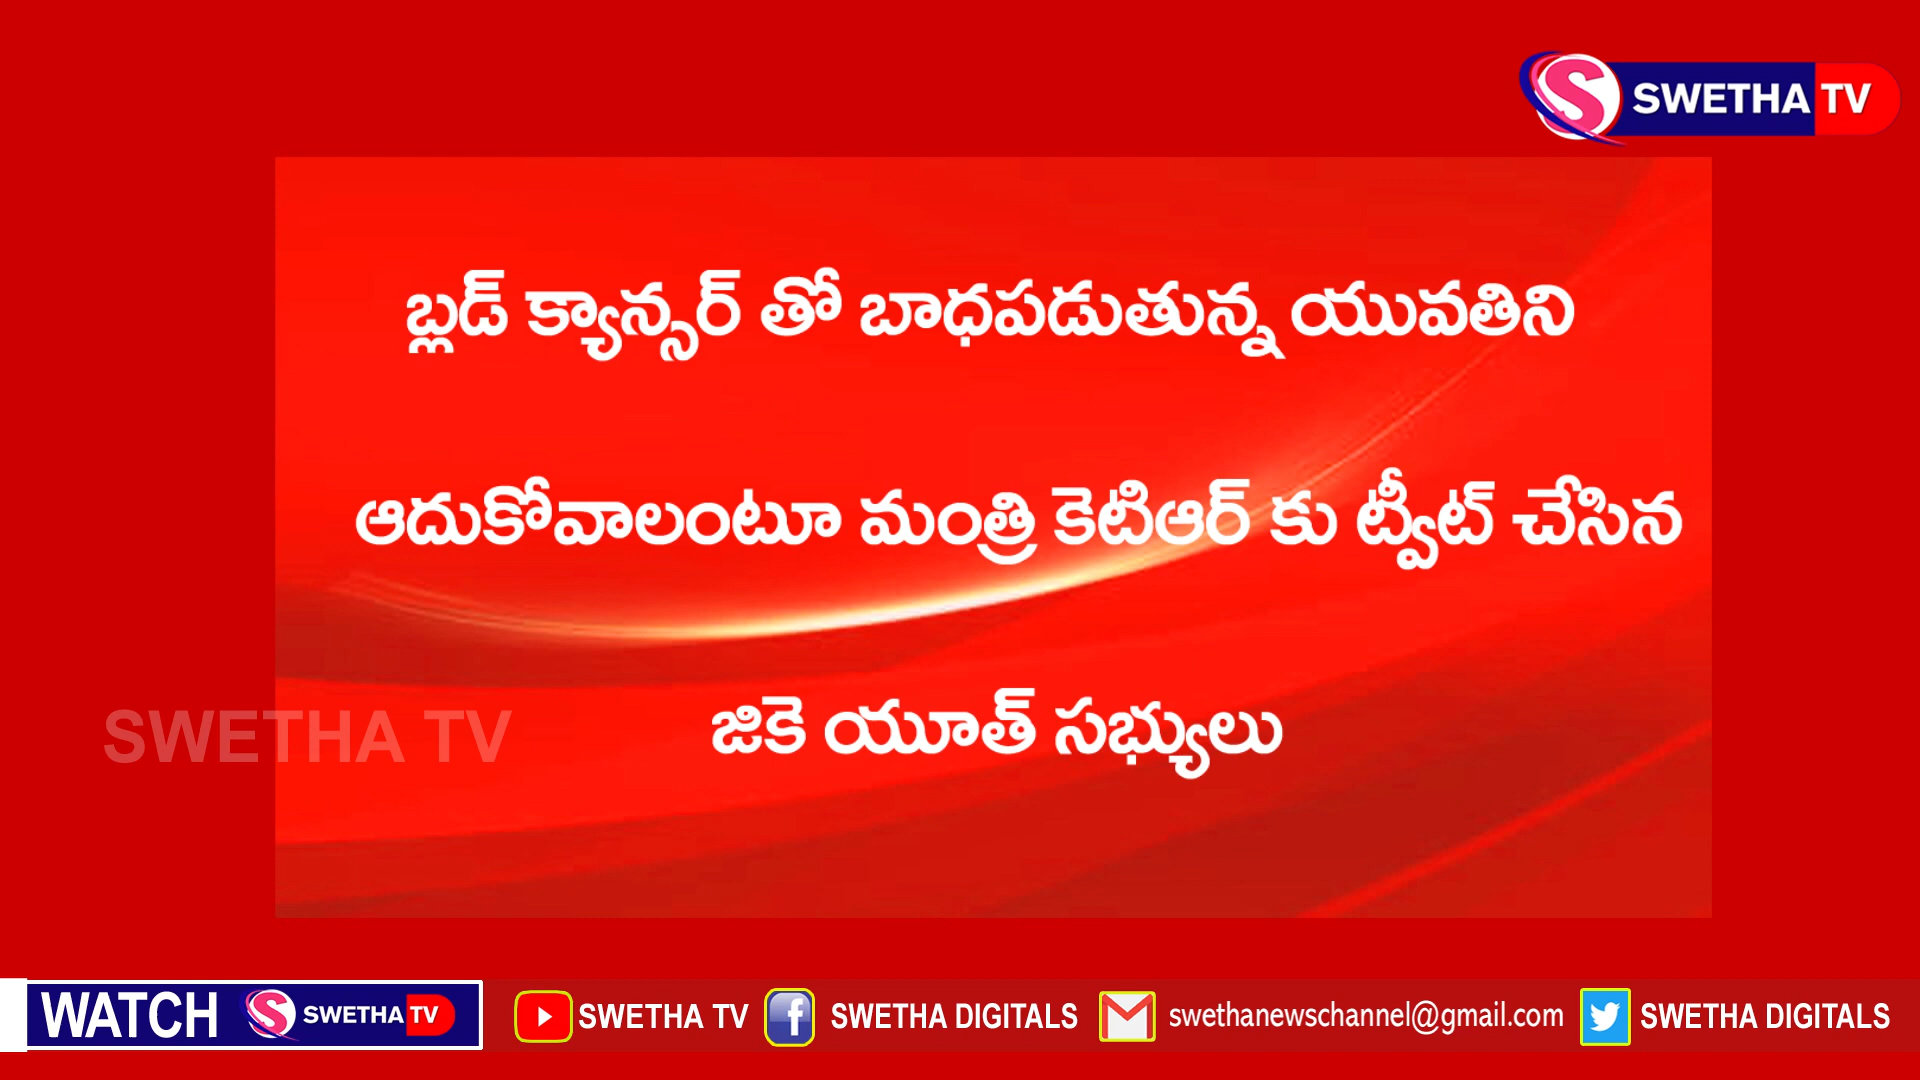 SWETHA TV
బ్లడ్ క్యాన్సర్ తో బాధపడుతున్న యువతిని
ఆదుకోవాలంటూ మంత్రి కెటిఆర్ కు ట్వీట్ చేసిన
జికె యూత్ సభ్యులు
SWETHA TV
WATCH SWETHA TV SWETHA TV SWETHA DIGITALS swethanewschannel@gmail.com SWETHA DIGITALS